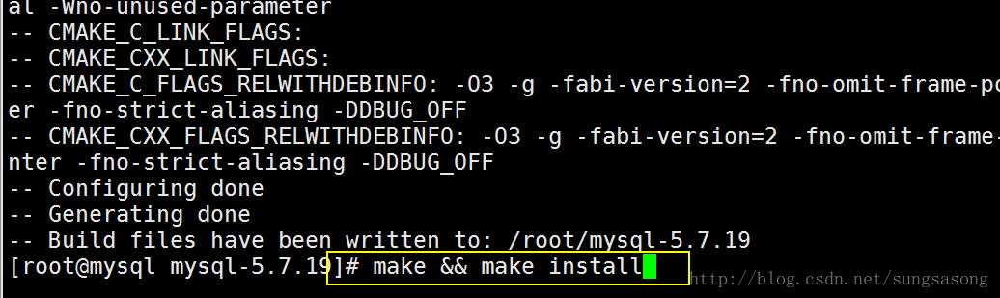 al -Wno-unused-parameter
-- CMAKE_C_LINK_FLAGS:
-- CMAKE_CXX_LINK_FLAGS:
-- CMAKE_C_FLAGS_RELWITHDEBINFO: -O3 -g -fabi-version=2 -fno-omit-frame-po
er -fno-strict-aliasing -DDBUG_OFF
-- CMAKE_CXX_FLAGS_RELWITHDEBINFO: -O3 -g -fabi-version=2 -fno-omit-frame-
nter -fno-strict-aliasing -DDBUG_OFF
-- Configuring done
-- Generating done
-- Build files have been written to: /root/mysql-5.7.19
[root@mysql mysql-5.7.19]# make && make install
http://blog.csdn.net/sungsasong